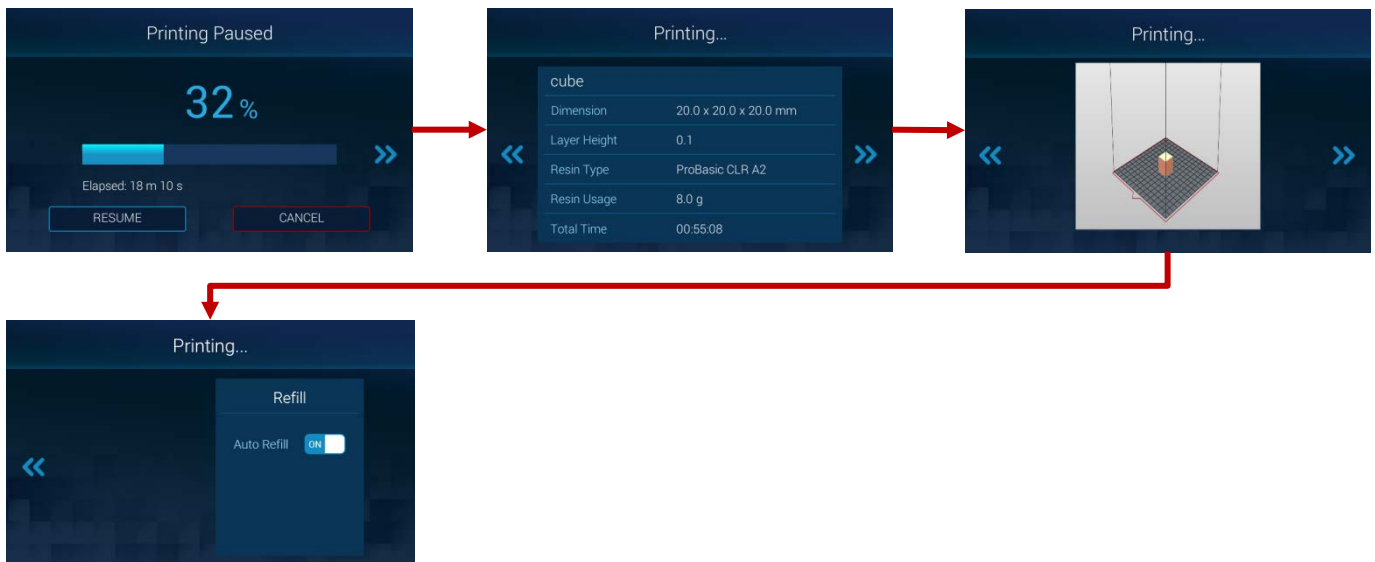 Printing Paused
32 %
Elapsed: 18 m 10 s
RESUME CANCEL
Printing...
cube
Dimension 20.0 x 20.0 x 20.0 mm
Layer Height 0.1
Resin Type ProBasic CLR A2
Resin Usage 8.0 g
Total Time 00:55:08
Printing...
Printing...
Refill
Auto Refill ON